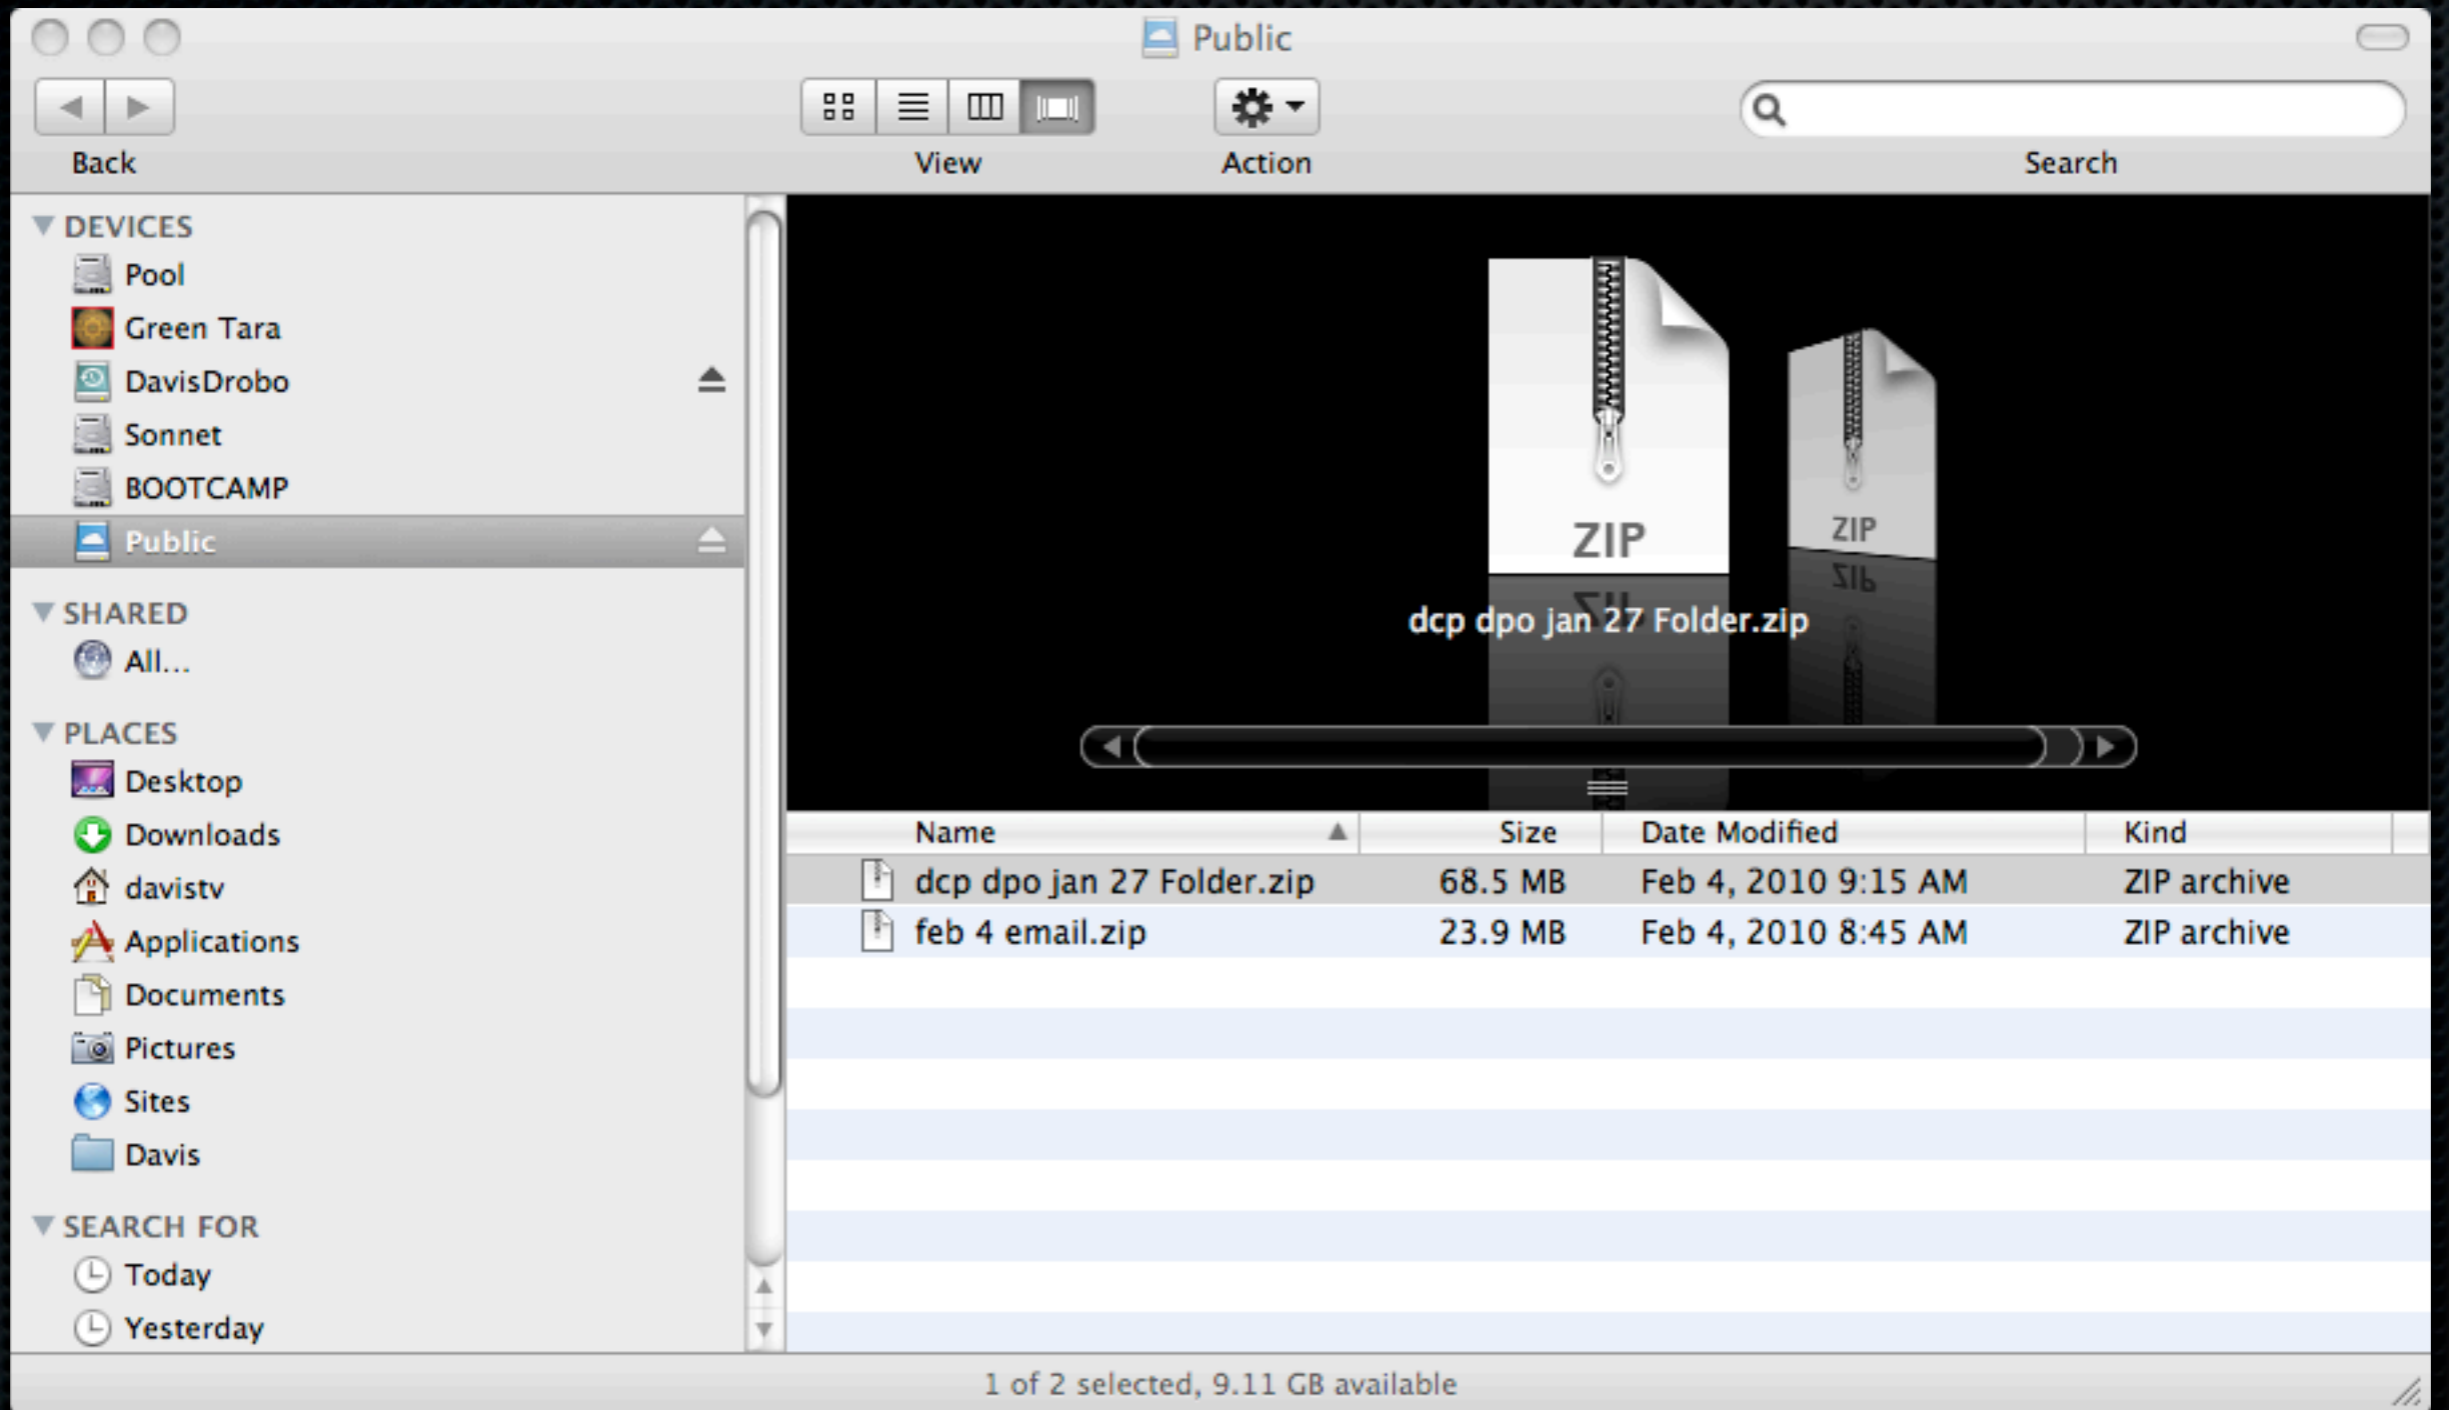 Public
Back
View
Action
Search
DEVICES
Pool
Green Tara
DavisDrobo
Sonnet
BOOTCAMP
Public
SHARED
All...
PLACES
Desktop
Downloads
davistv
Applications
Documents
Pictures
Sites
Davis
SEARCH FOR
Today
Yesterday
ZIP
ZIP
dcp dpo jan 27 Folder.zip
Name Size Date Modified Kind
dcp dpo jan 27 Folder.zip 68.5 MB Feb 4, 2010 9:15 AM ZIP archive
feb 4 email.zip 23.9 MB Feb 4, 2010 8:45 AM ZIP archive
1 of 2 selected, 9.11 GB available